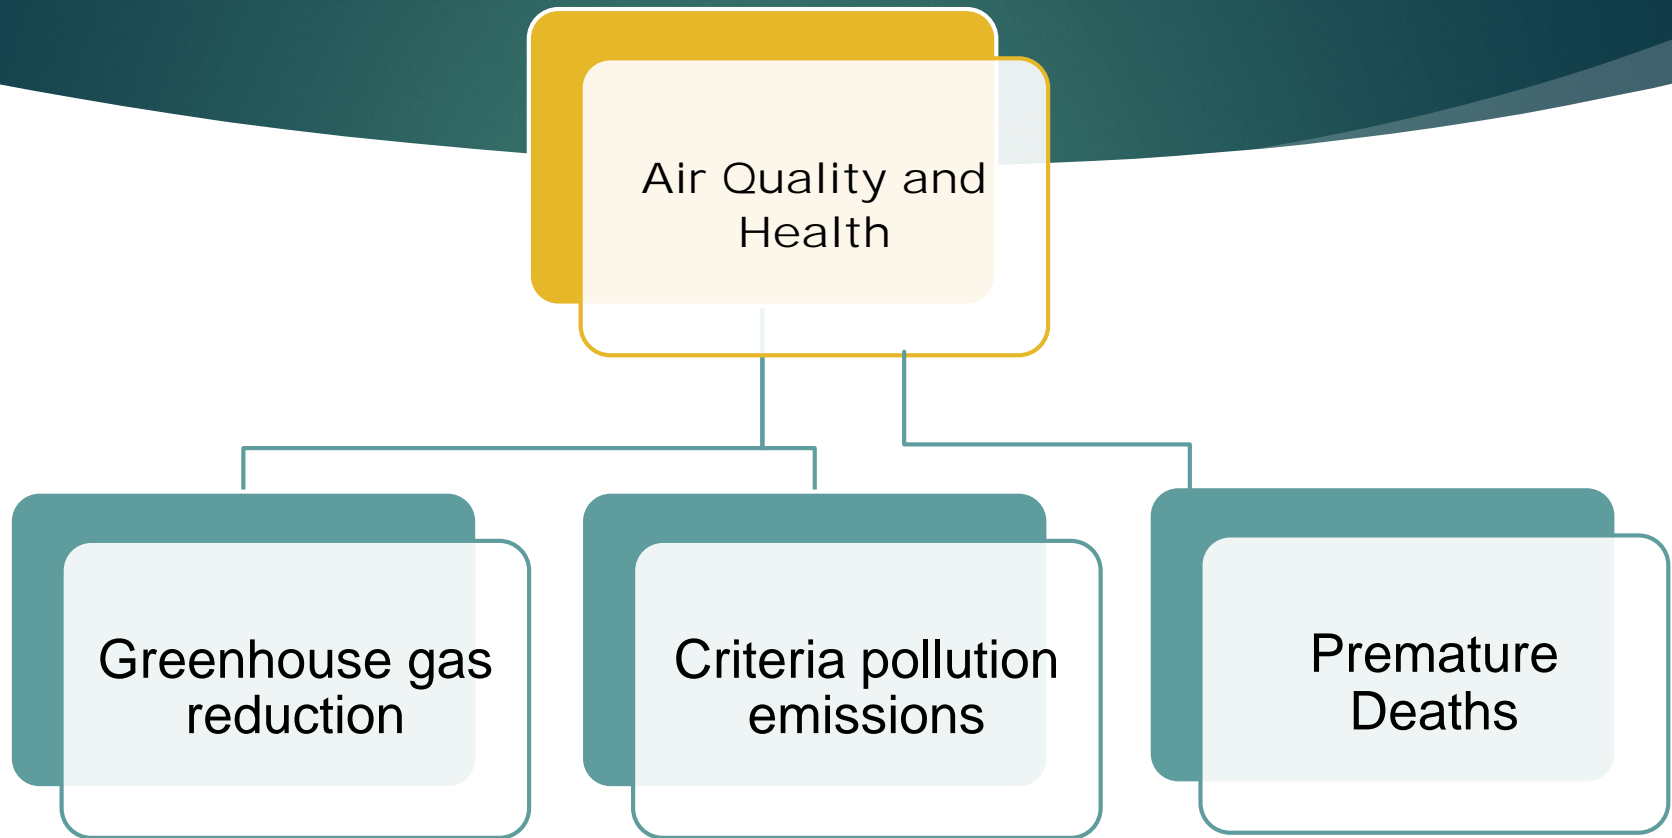 Air Quality and
Health
Greenhouse gas
reduction
Criteria pollution
emissions
Premature
Deaths